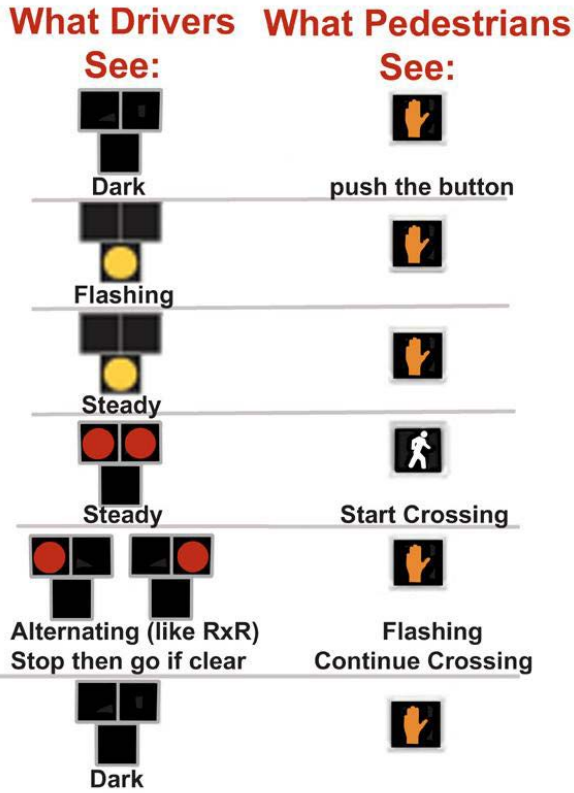 What Drivers See:
What Pedestrians See:
Dark
push the button
Flashing
Steady
Steady
Start Crossing
Alternating (like RxR)
Stop then go if clear
Flashing
Continue Crossing
Dark